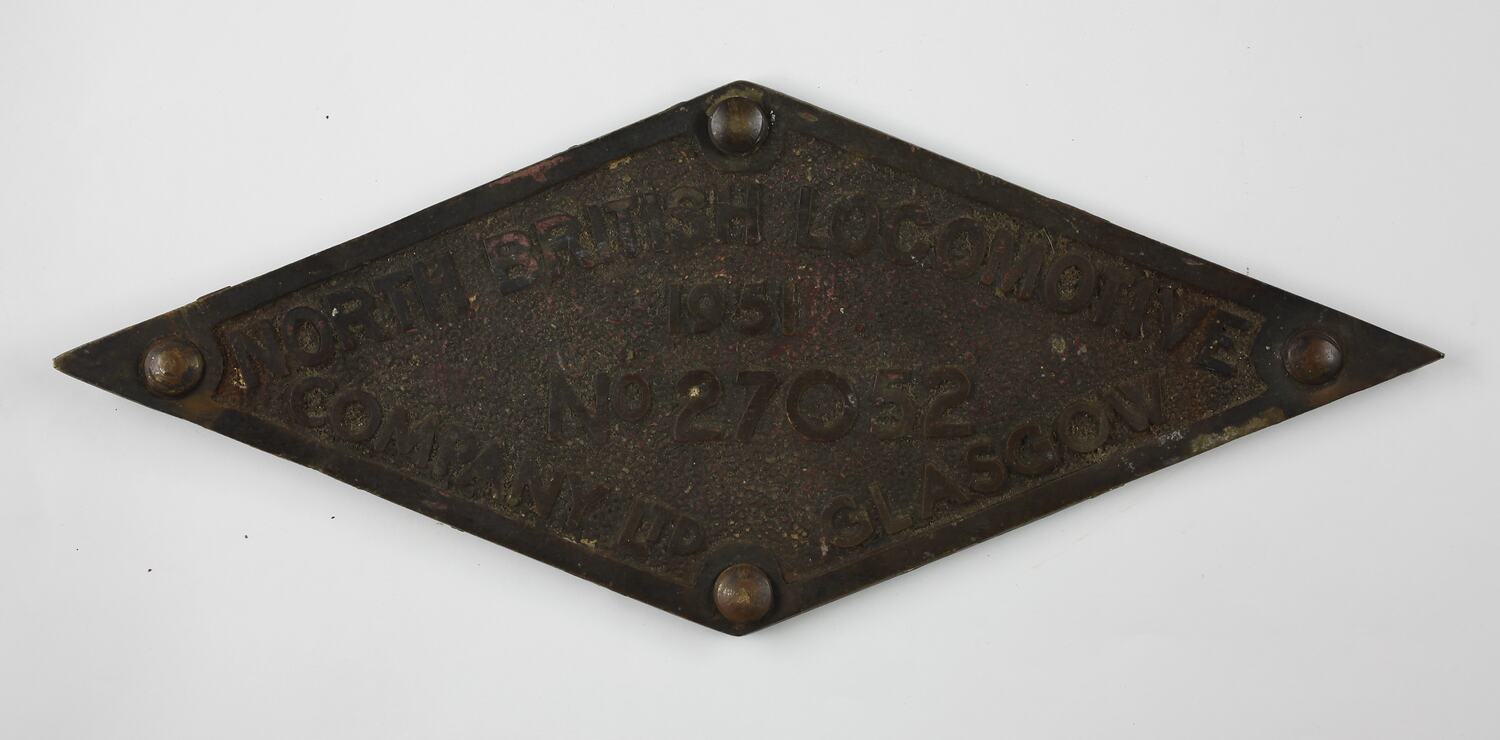 NORTH BRITISH LOCOMOTIVE
1951
No 27052
COMPANY LTD GLASGOW